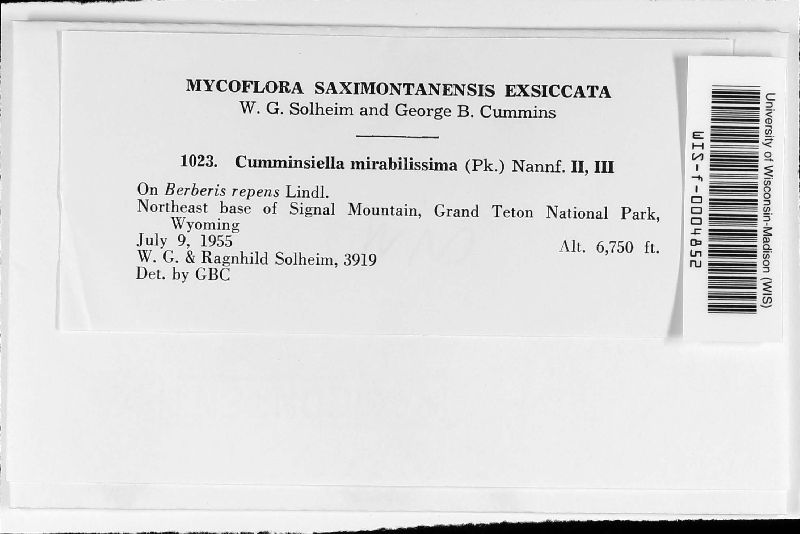 MYCOFLORA SAXIMONTANENSIS EXSICCATA
W. G. Solheim and George B. Cummins
1023. Cumminsiella mirabilissima (Pk.) Nannf. II, III
On Berberis repens Lindl.
Northeast base of Signal Mountain, Grand Teton National Park,
Wyoming
July 9, 1955 Alt. 6,750 ft.
W. G. & Ragnhild Solheim, 3919
Det. by GBC
University of Wisconsin-Madison (WIS)
WIS-f-0004852